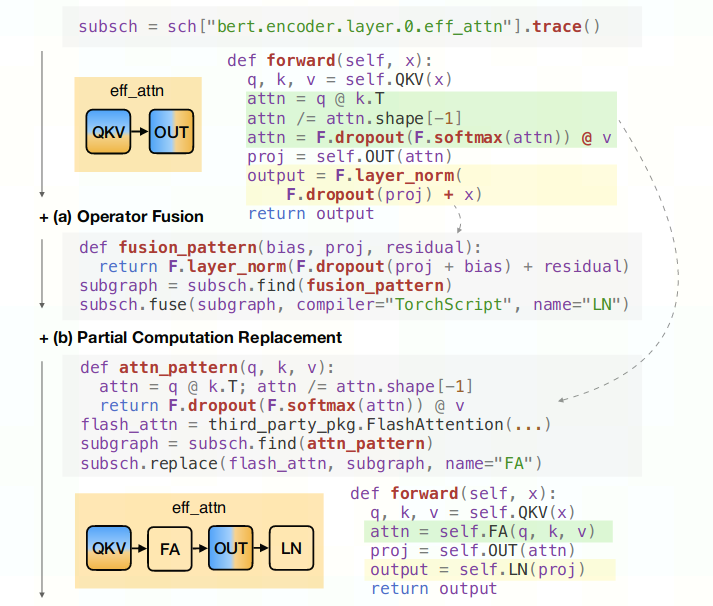 subsch = sch["bert.encoder.layer.0.eff_attn"].trace()
eff_attn
QKV
OUT
def forward(self, x):
q, k, v = self.QKV(x)
attn = q @ k.T
attn /= attn.shape[-1]
attn = F.dropout(F.softmax(attn)) @ v
proj = self.OUT(attn)
output = F.layer_norm(
F.dropout(proj) + x)
return output
+ (a) Operator Fusion
def fusion_pattern(bias, proj, residual):
return F.layer_norm(F.dropout(proj + bias) + residual)
subgraph = subsch.find(fusion_pattern)
subsch.fuse(subgraph, compiler="TorchScript", name="LN")
+ (b) Partial Computation Replacement
def attn_pattern(q, k, v):
attn = q @ k.T; attn /= attn.shape[-1]
return F.dropout(F.softmax(attn)) @ v
flash_attn = third_party_pkg.FlashAttention(...)
subgraph = subsch.find(attn_pattern)
subsch.replace(flash_attn, subgraph, name="FA")
eff_attn
QKV
FA
OUT
LN
def forward(self, x):
q, k, v = self.QKV(x)
attn = self.FA(q, k, v)
proj = self.OUT(attn)
output = self.LN(proj)
return output